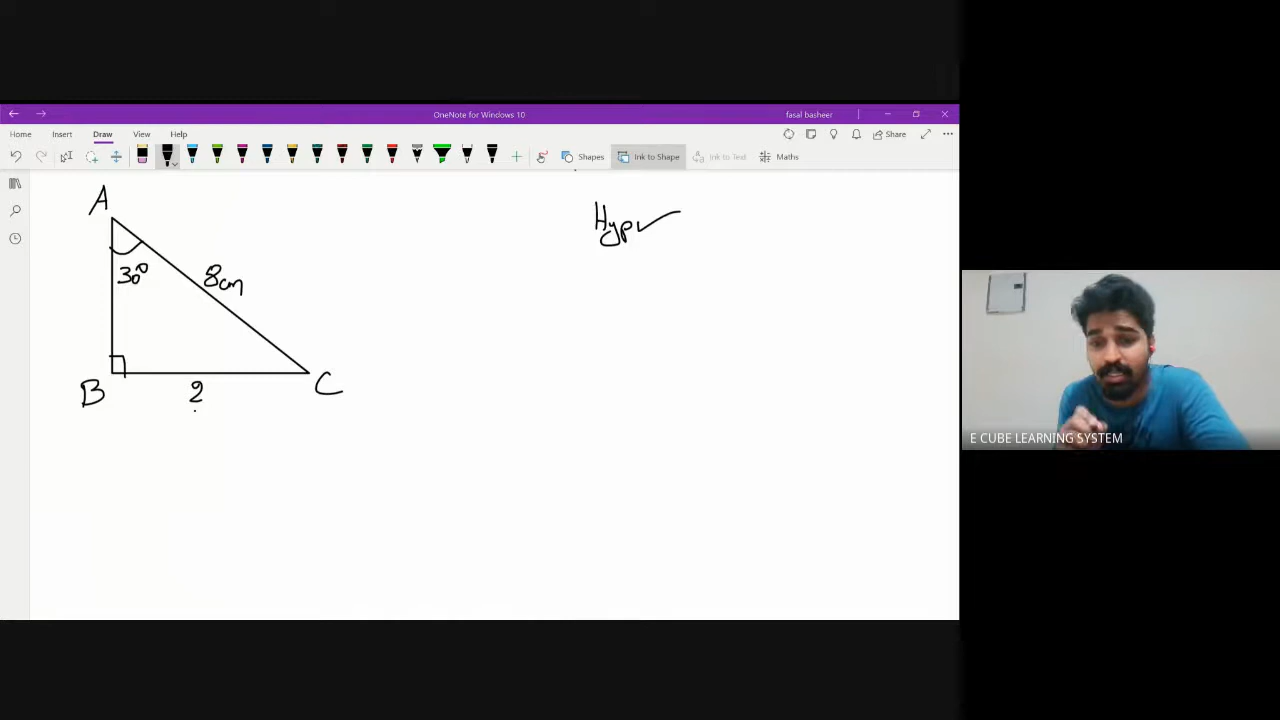 OneNote for Windows 10
fasal basheer
Home Insert Draw View Help
Share
Shapes Ink to Shape Ink to Text Maths
A
Hyp
30°
8cm
B
?
C
E CUBE LEARNING SYSTEM